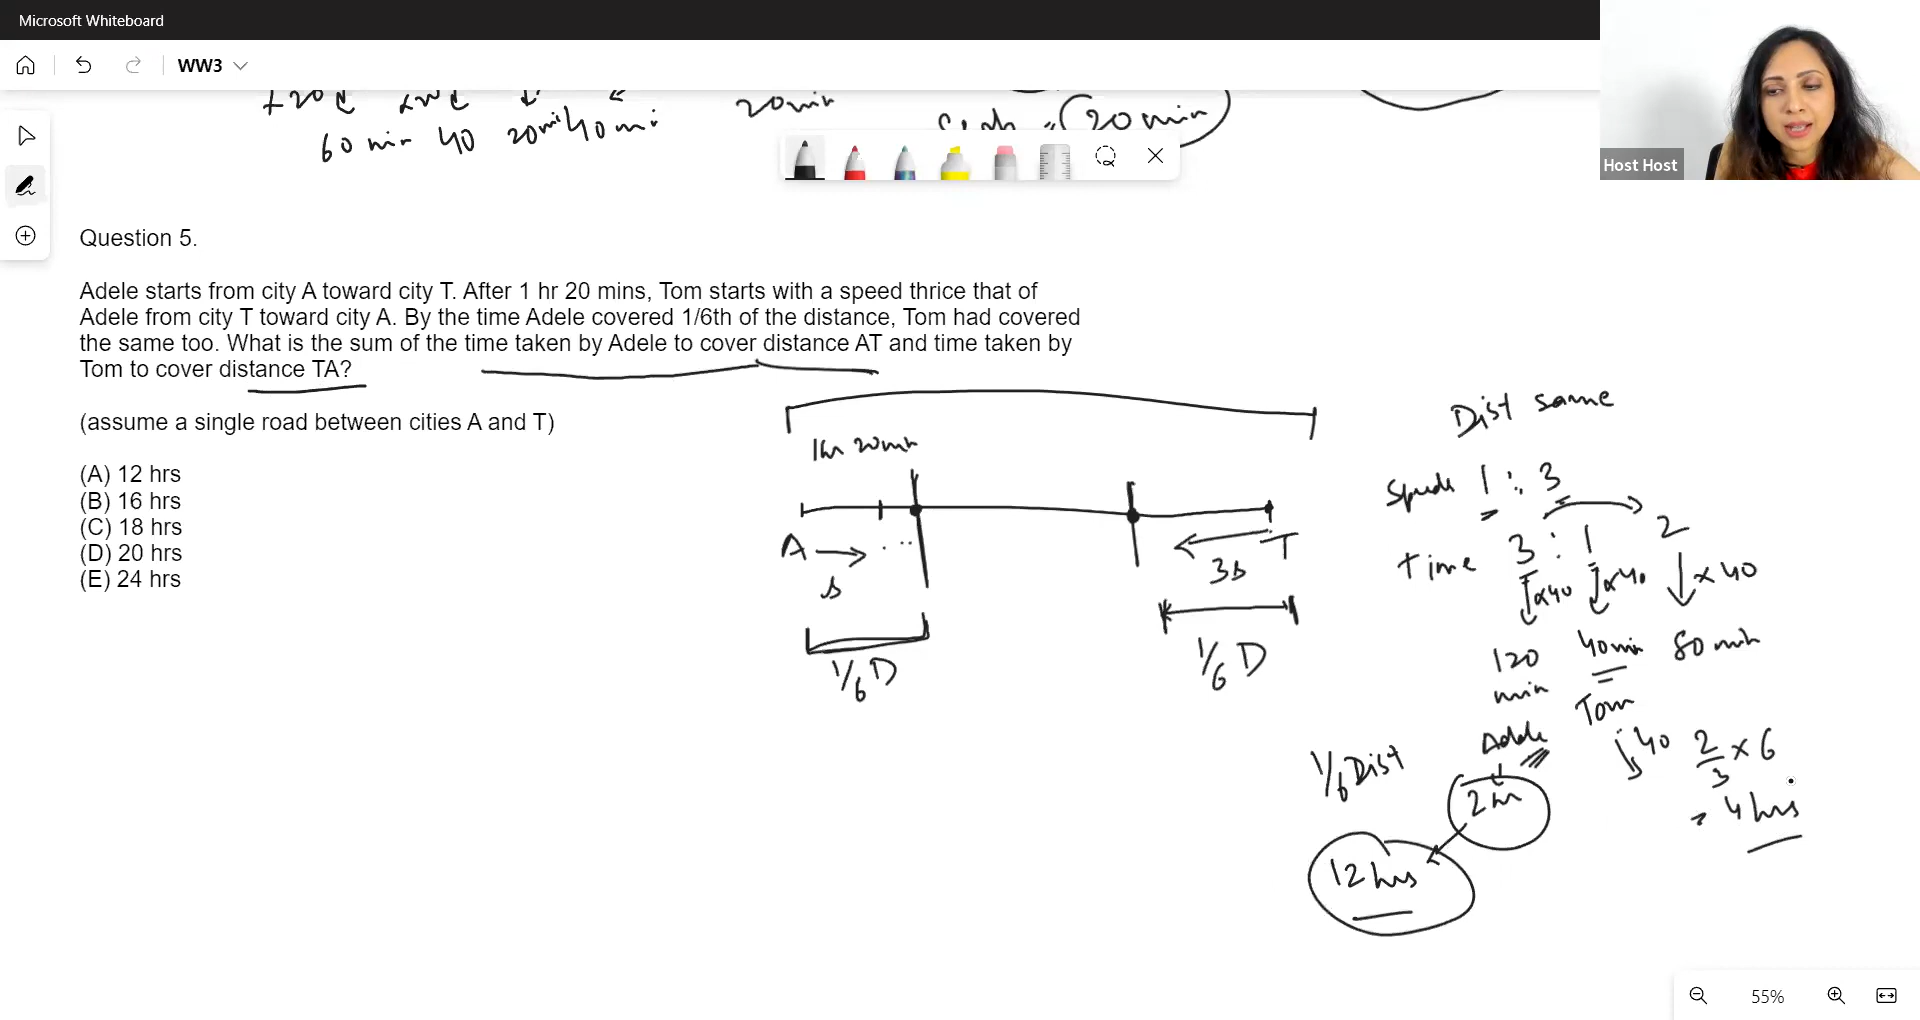 Microsoft Whiteboard
WW3
Host Host
20 min
(20 min)
60 min 40 20 min 40 min
Question 5.
Adele starts from city A toward city T. After 1 hr 20 mins, Tom starts with a speed thrice that of
Adele from city T toward city A. By the time Adele covered 1/6th of the distance, Tom had covered
the same too. What is the sum of the time taken by Adele to cover distance AT and time taken by
Tom to cover distance TA?
(assume a single road between cities A and T)
(A) 12 hrs
(B) 16 hrs
(C) 18 hrs
(D) 20 hrs
(E) 24 hrs
1hr 20min
A
T
s
3s
1/6 D
1/6 D
Dist same
Speeds 1 : 3
Time 3 : 1 2
x40 x40 x40
120 min 40min 80 min
Adele Tom
1/6 Dist
2hr
40 2/3 x 6
= 4 hrs
12 hrs
55%